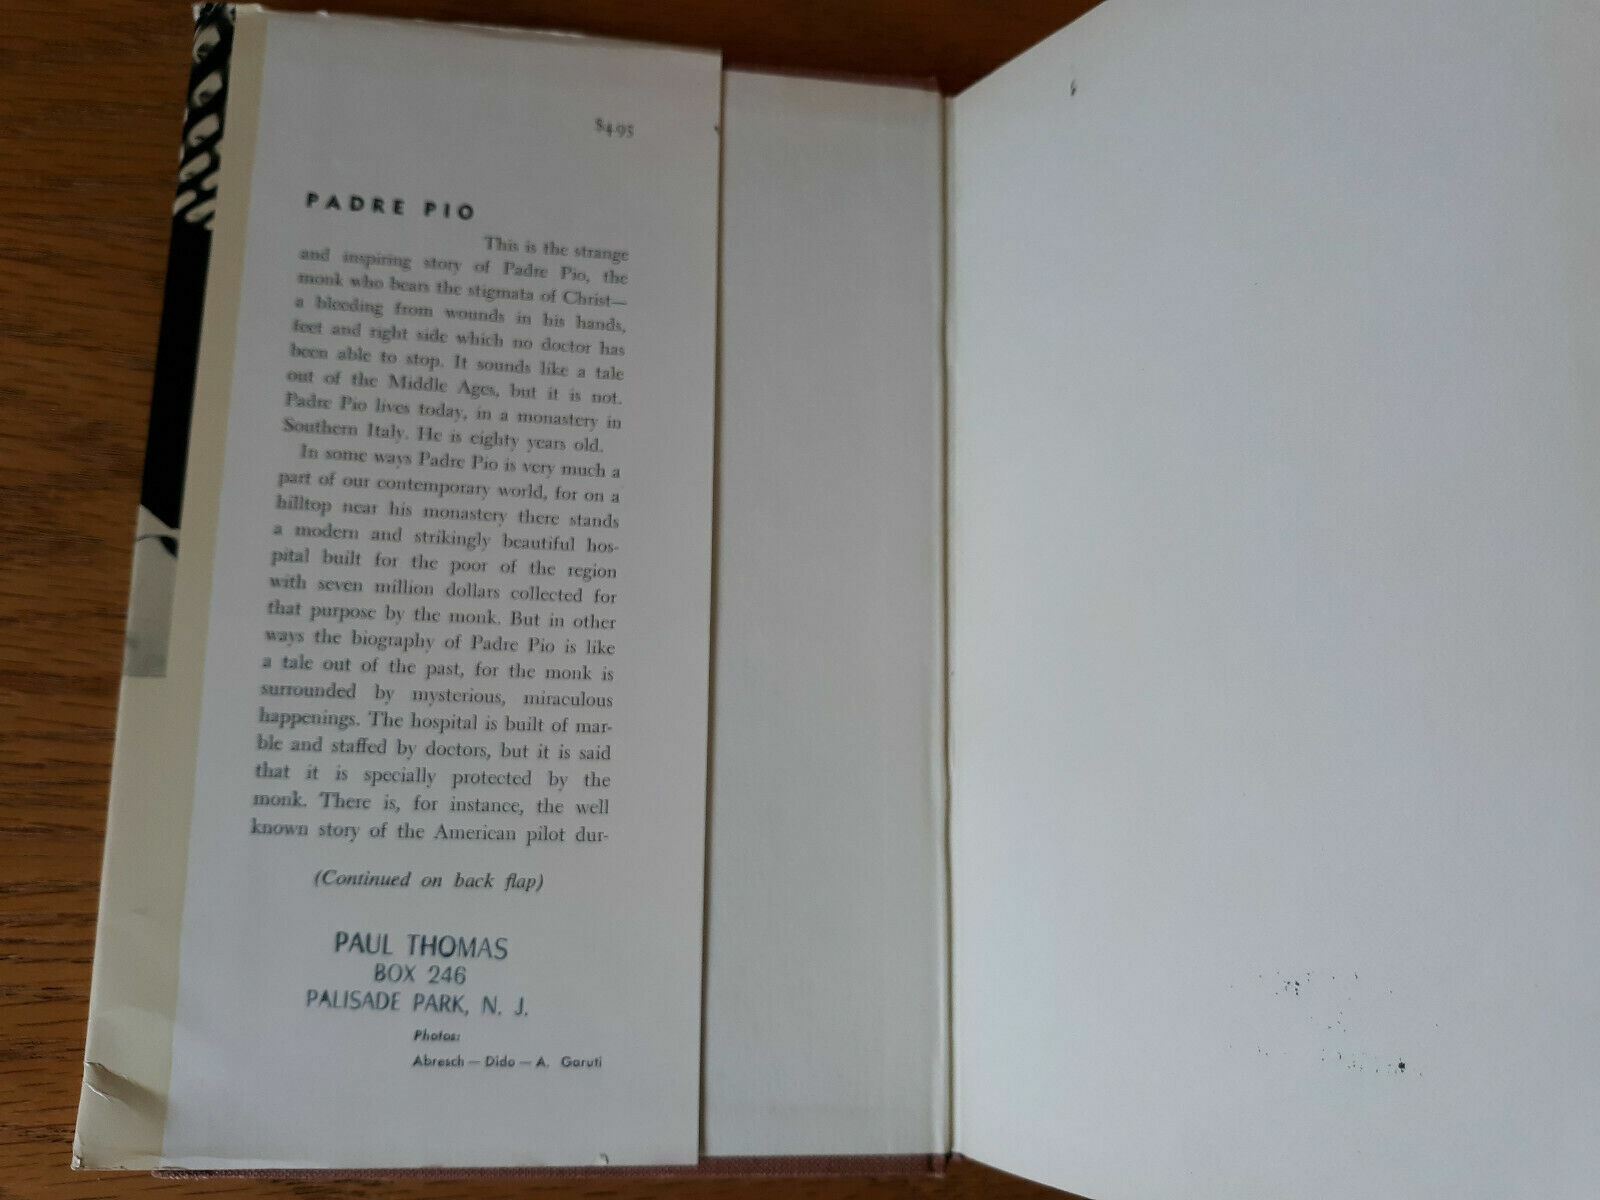 $4.95
PADRE PIO
This is the strange
and inspiring story of Padre Pio, the
monk who bears the stigmata of Christ—
a bleeding from wounds in his hands,
feet and right side which no doctor has
been able to stop. It sounds like a tale
out of the Middle Ages, but it is not.
Padre Pio lives today, in a monastery in
Southern Italy. He is eighty years old.
In some ways Padre Pio is very much a
part of our contemporary world, for on a
hilltop near his monastery there stands
a modern and strikingly beautiful hos-
pital built for the poor of the region
with seven million dollars collected for
that purpose by the monk. But in other
ways the biography of Padre Pio is like
a tale out of the past, for the monk is
surrounded by mysterious, miraculous
happenings. The hospital is built of mar-
ble and staffed by doctors, but it is said
that it is specially protected by the
monk. There is, for instance, the well
known story of the American pilot dur-
(Continued on back flap)
PAUL THOMAS
BOX 246
PALISADE PARK, N. J.
Photos:
Abresch — Dido — A. Garuti